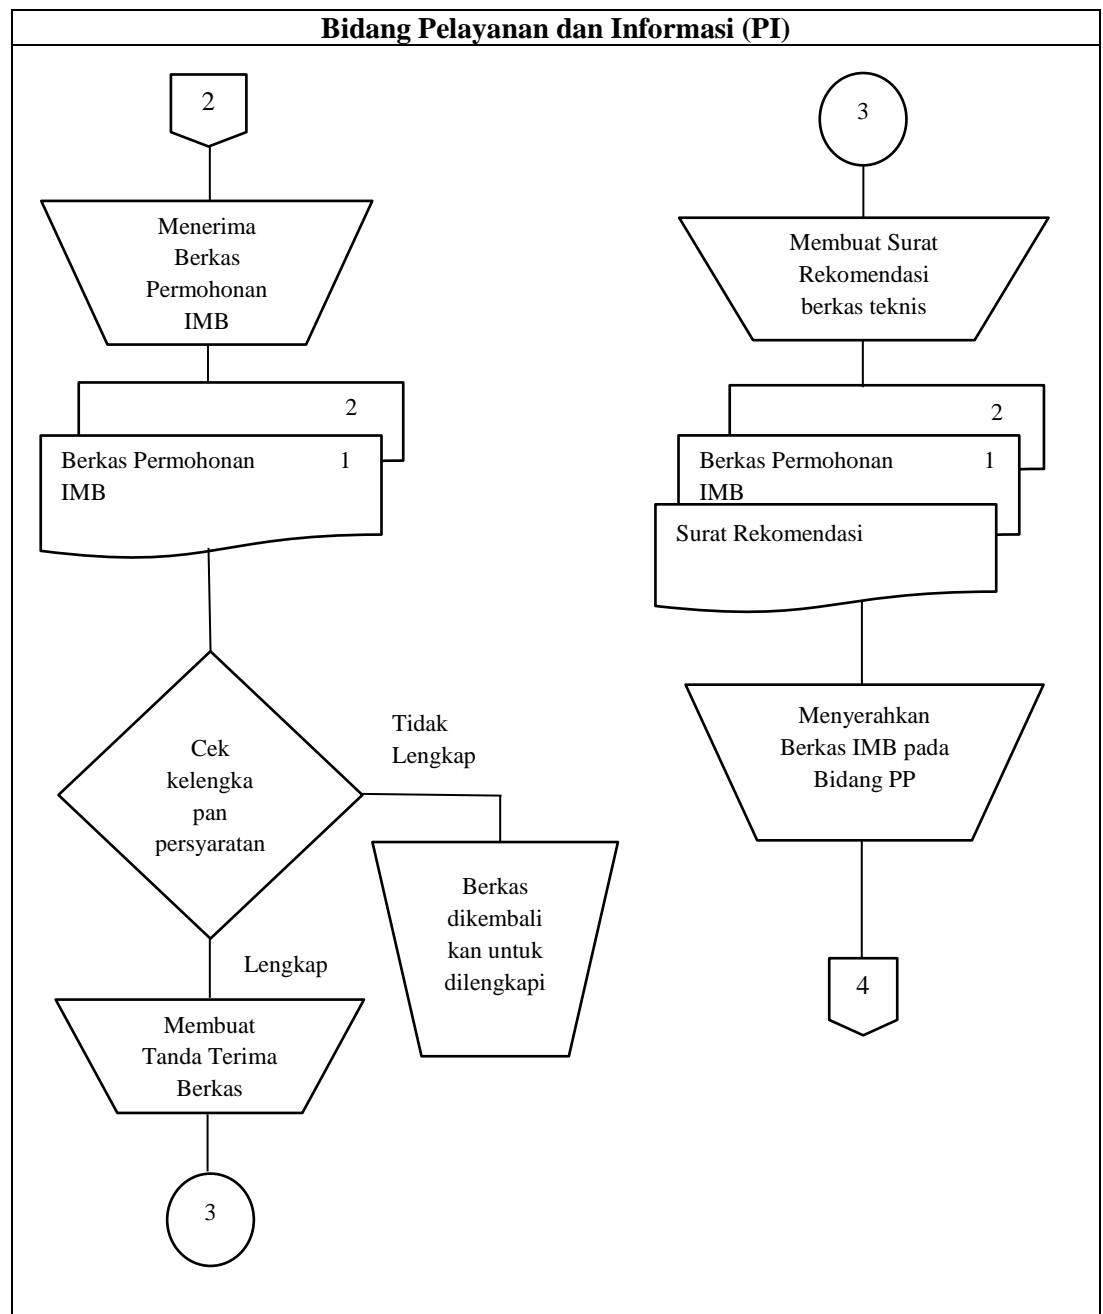 Bidang Pelayanan dan Informasi (PI)
2
Menerima
Berkas
Permohonan
IMB
2
Berkas Permohonan 1
IMB
Cek
kelengka
pan
persyaratan
Tidak
Lengkap
Berkas
dikembali
kan untuk
dilengkapi
Lengkap
Membuat
Tanda Terima
Berkas
3
3
Membuat Surat
Rekomendasi
berkas teknis
2
Berkas Permohonan 1
IMB
Surat Rekomendasi
Menyerahkan
Berkas IMB pada
Bidang PP
4